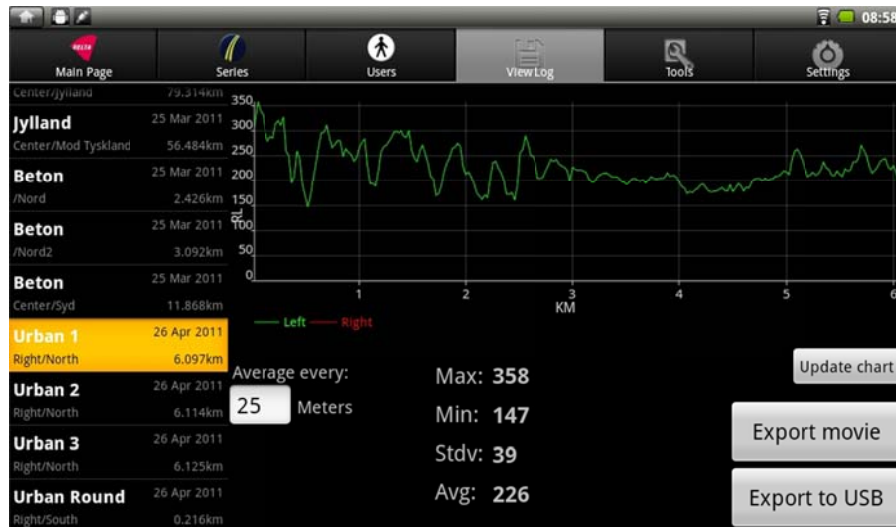 08:58
DELTA
Main Page
Series
Users
View Log
Tools
Settings
Center/Jylland 79.314km
Jylland 25 Mar 2011
Center/Mod Tyskland 56.484km
Beton 25 Mar 2011
/Nord 2.426km
Beton 25 Mar 2011
/Nord2 3.092km
Beton 25 Mar 2011
Center/Syd 11.868km
Urban 1 26 Apr 2011
Right/North 6.097km
Urban 2 26 Apr 2011
Right/North 6.114km
Urban 3 26 Apr 2011
Right/North 6.125km
Urban Round 26 Apr 2011
Right/South 0.216km
350
300
250
200
150
100
50
0
RL
1 2 3 4 5 6
KM
Left Right
Average every:
25 Meters
Max: 358
Min: 147
Stdv: 39
Avg: 226
Update chart
Export movie
Export to USB